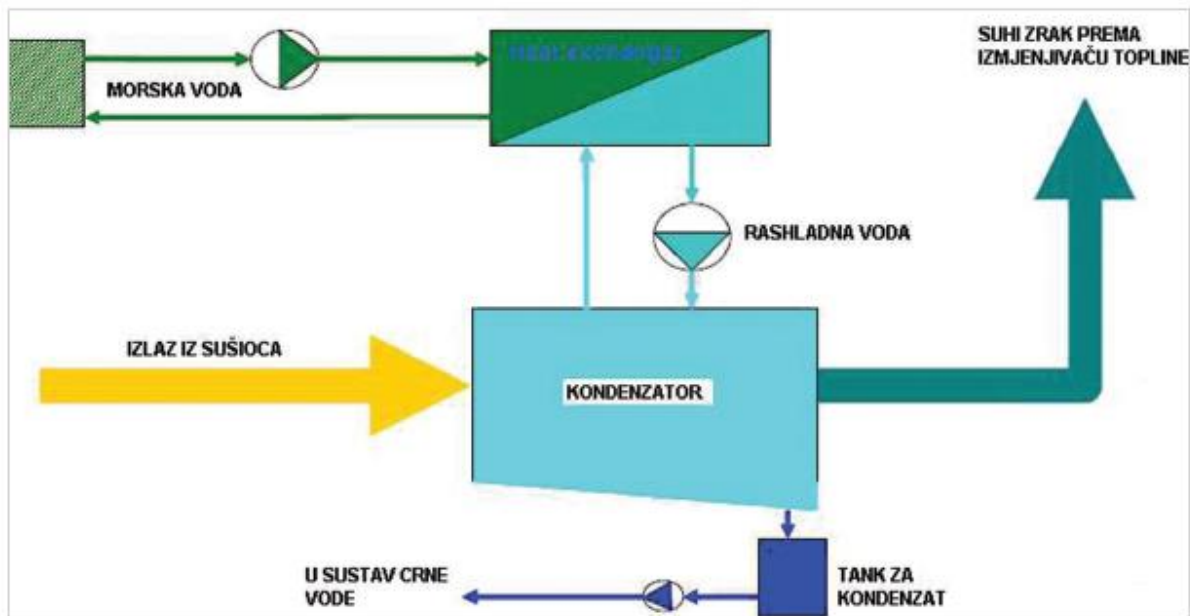 SUHI ZRAK PREMA
IZMJENJIVAČU TOPLINE
Heat exchanger
MORSKA VODA
RASHLADNA VODA
IZLAZ IZ SUŠIOCA
KONDENZATOR
U SUSTAV CRNE
VODE
TANK ZA
KONDENZAT